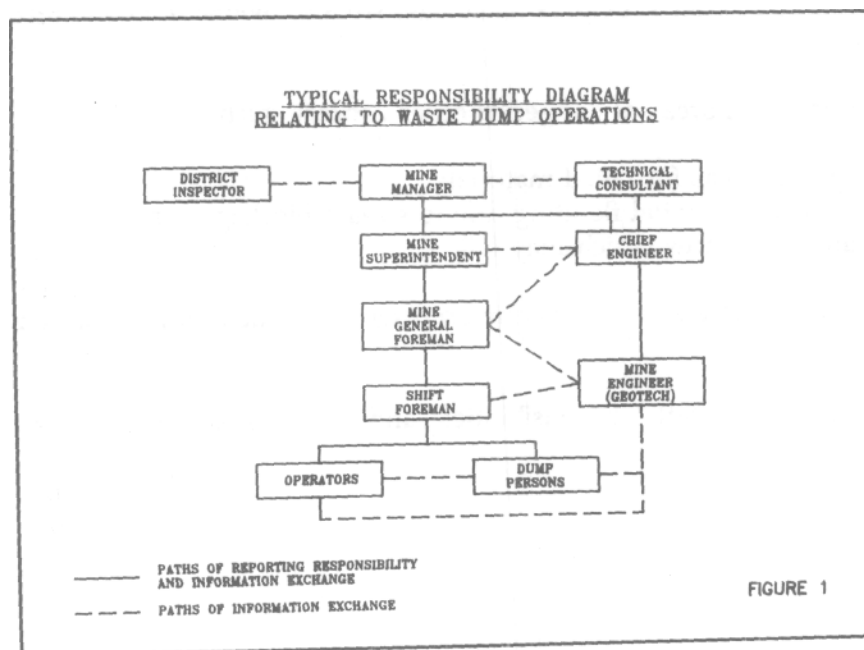 TYPICAL RESPONSIBILITY DIAGRAM
RELATING TO WASTE DUMP OPERATIONS
DISTRICT
INSPECTOR
MINE
MANAGER
TECHNICAL
CONSULTANT
MINE
SUPERINTENDENT
CHIEF
ENGINEER
MINE
GENERAL
FOREMAN
MINE
ENGINEER
(GEOTECH)
SHIFT
FOREMAN
OPERATORS
DUMP
PERSONS
PATHS OF REPORTING RESPONSIBILITY
AND INFORMATION EXCHANGE
PATHS OF INFORMATION EXCHANGE
FIGURE 1